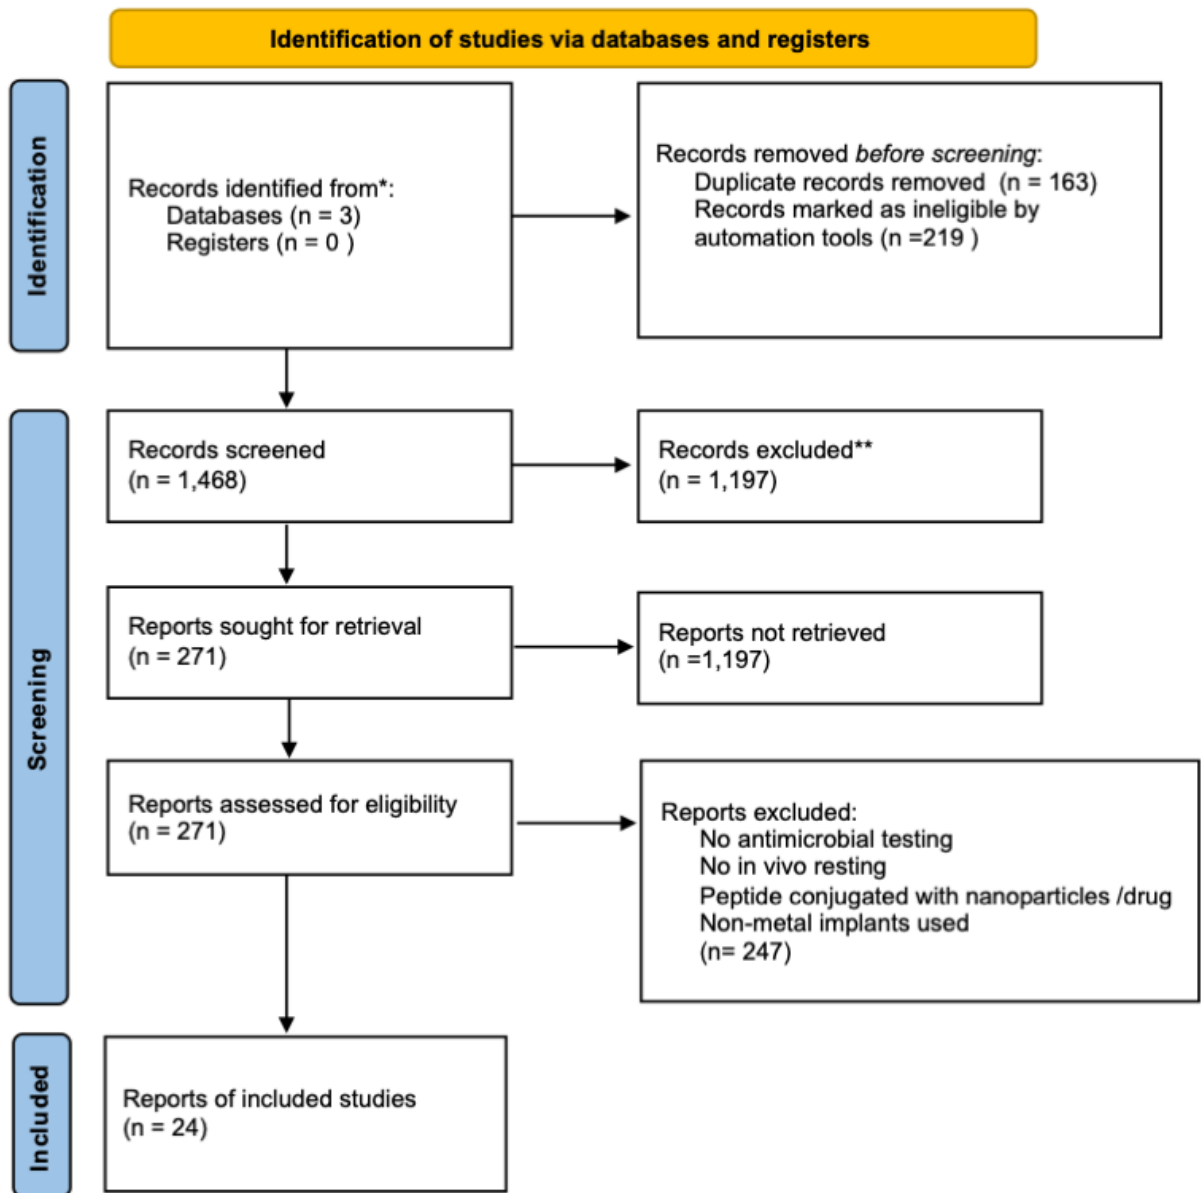 Identification of studies via databases and registers
Identification
Records identified from*:
Databases (n = 3)
Registers (n = 0 )
Records removed before screening:
Duplicate records removed  (n = 163)
Records marked as ineligible by
automation tools (n =219 )
Screening
Records screened
(n = 1,468)
Records excluded**
(n = 1,197)
Reports sought for retrieval
(n = 271)
Reports not retrieved
(n =1,197)
Reports assessed for eligibility
(n = 271)
Reports excluded:
No antimicrobial testing
No in vivo resting
Peptide conjugated with nanoparticles /drug
Non-metal implants used
(n= 247)
Included
Reports of included studies
(n = 24)